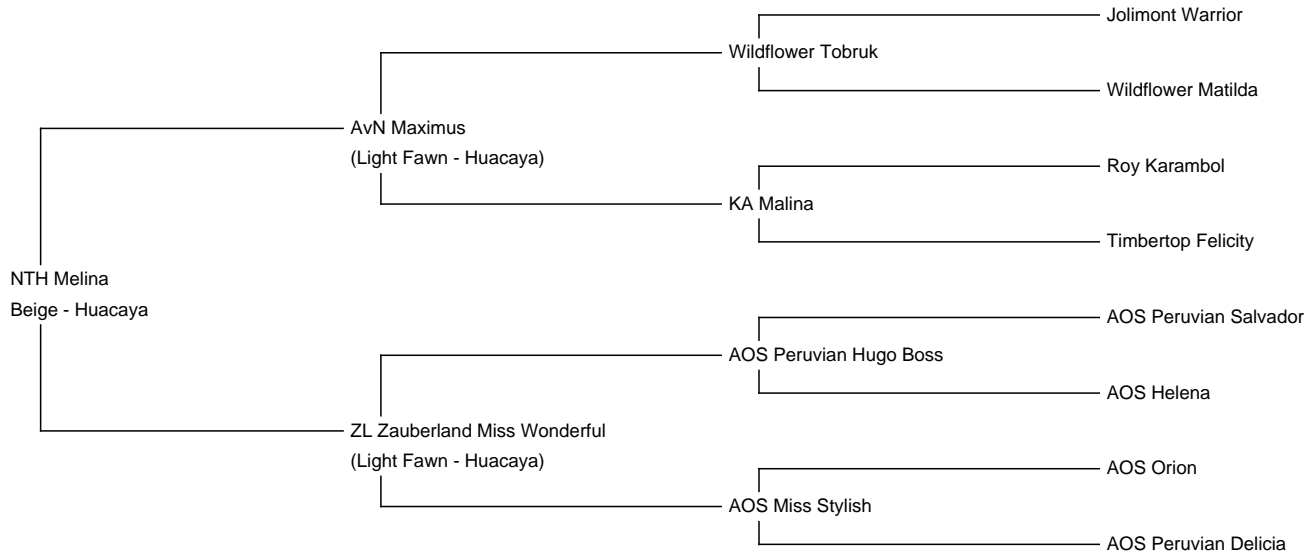 Jolimont Warrior
Wildflower Tobruk
Wildflower Matilda
AvN Maximus
(Light Fawn - Huacaya)
Roy Karambol
KA Malina
Timbertop Felicity
NTH Melina
Beige - Huacaya
AOS Peruvian Salvador
AOS Peruvian Hugo Boss
AOS Helena
ZL Zauberland Miss Wonderful
(Light Fawn - Huacaya)
AOS Orion
AOS Miss Stylish
AOS Peruvian Delicia